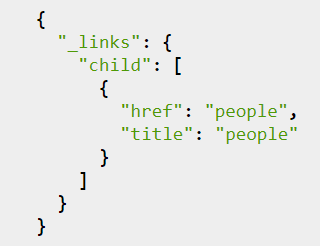 {
  "_links": {
    "child": [
      {
        "href": "people",
        "title": "people"
      }
    ]
  }
}